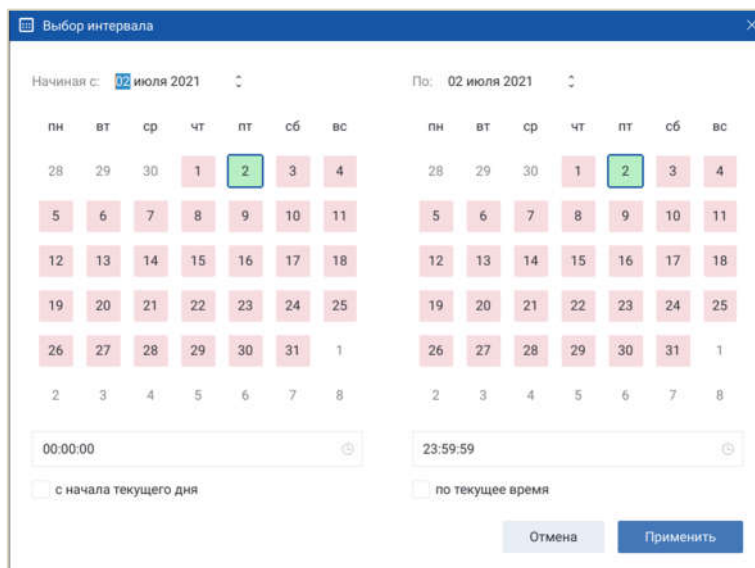 Выбор интервала
Начиная с: 02 июля 2021
пн вт ср чт пт сб вс
28 29 30 1 2 3 4
5 6 7 8 9 10 11
12 13 14 15 16 17 18
19 20 21 22 23 24 25
26 27 28 29 30 31 1
2 3 4 5 6 7 8
00:00:00
с начала текущего дня
По: 02 июля 2021
пн вт ср чт пт сб вс
28 29 30 1 2 3 4
5 6 7 8 9 10 11
12 13 14 15 16 17 18
19 20 21 22 23 24 25
26 27 28 29 30 31 1
2 3 4 5 6 7 8
23:59:59
по текущее время
Отмена Применить